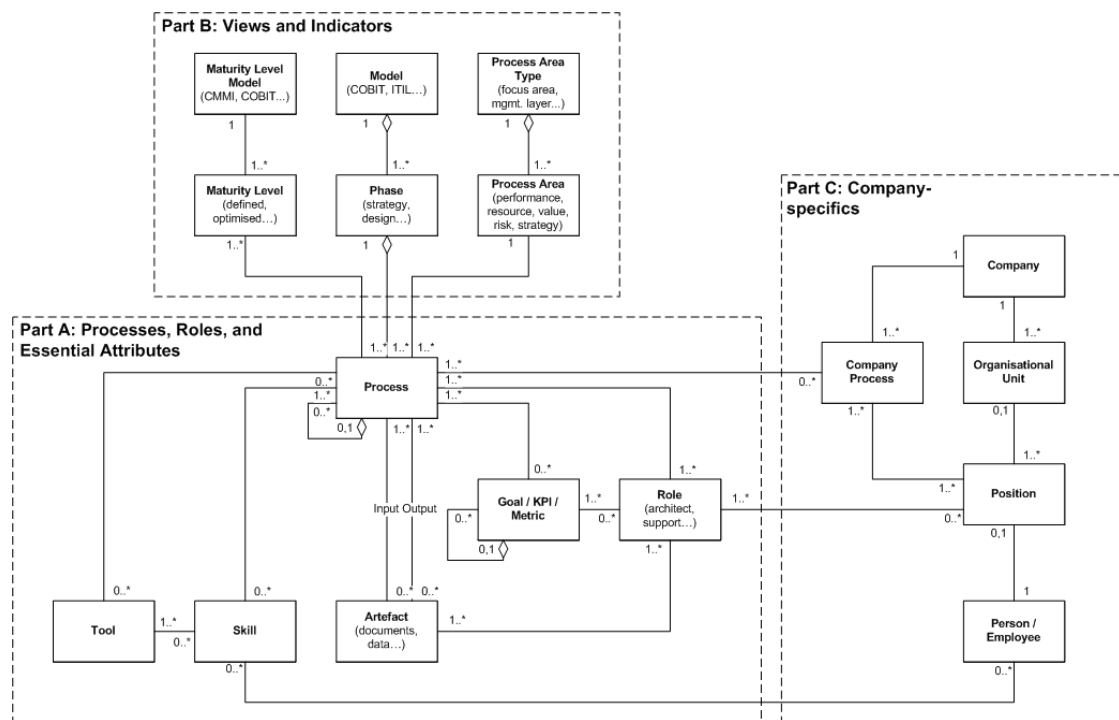 Part B: Views and Indicators
Maturity Level
Model
(CMMI, COBIT...)
Model
(COBIT, ITIL...)
Process Area
Type
(focus area,
mgmt. layer...)
1
1
1
1..*
1..*
1..*
Maturity Level
(defined,
optimised...)
Phase
(strategy,
design...)
Process Area
(performance,
resource, value,
risk, strategy)
1..*
1
1
Part C: Company-
specifics
Company
1
1
1..*
1..*
Company
Process
Organisational
Unit
0..*
1..*
0,1
1..*
1..*
Position
0..*
0,1
1
Person /
Employee
0..*
Part A: Processes, Roles, and
Essential Attributes
1..*
1..*
1..*
Process
0..*
1..*
0..*
0,1
1..*
1..*
1..*
1..*
1..*
Input
Output
0..*
1..*
Goal / KPI /
Metric
0..*
0,1
1..*
0..*
Role
(architect,
support...)
1..*
1..*
0..*
0..*
0..*
0..*
Tool
1..*
0..*
Skill
0..*
Artefact
(documents,
data...)
1..*